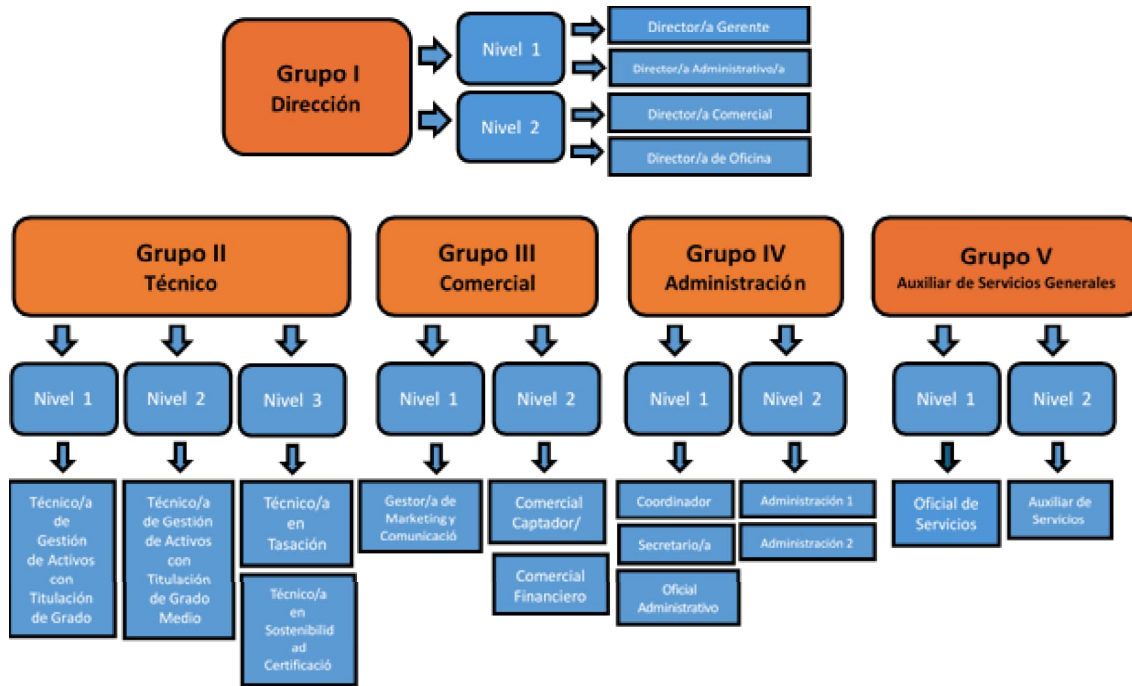 Grupo I
Dirección
Nivel 1
Director/a Gerente
Director/a Administrativo/a
Nivel 2
Director/a Comercial
Director/a de Oficina
Grupo II
Técnico
Nivel 1
Nivel 2
Nivel 3
Técnico/a
de
Gestión
de Activos
con
Titulación
de Grado
Técnico/a
de Gestión
de Activos
con
Titulación
de Grado
Medio
Técnico/a
en
Tasación
Técnico/a
en
Sostenibilid
ad
Certificació
Grupo III
Comercial
Nivel 1
Nivel 2
Gestor/a de
Marketing y
Comunicació
Comercial
Captador/
Comercial
Financiero
Grupo IV
Administración
Nivel 1
Nivel 2
Coordinador
Secretario/a
Oficial
Administrativo
Administración 1
Administración 2
Grupo V
Auxiliar de Servicios Generales
Nivel 1
Nivel 2
Oficial de
Servicios
Auxiliar de
Servicios